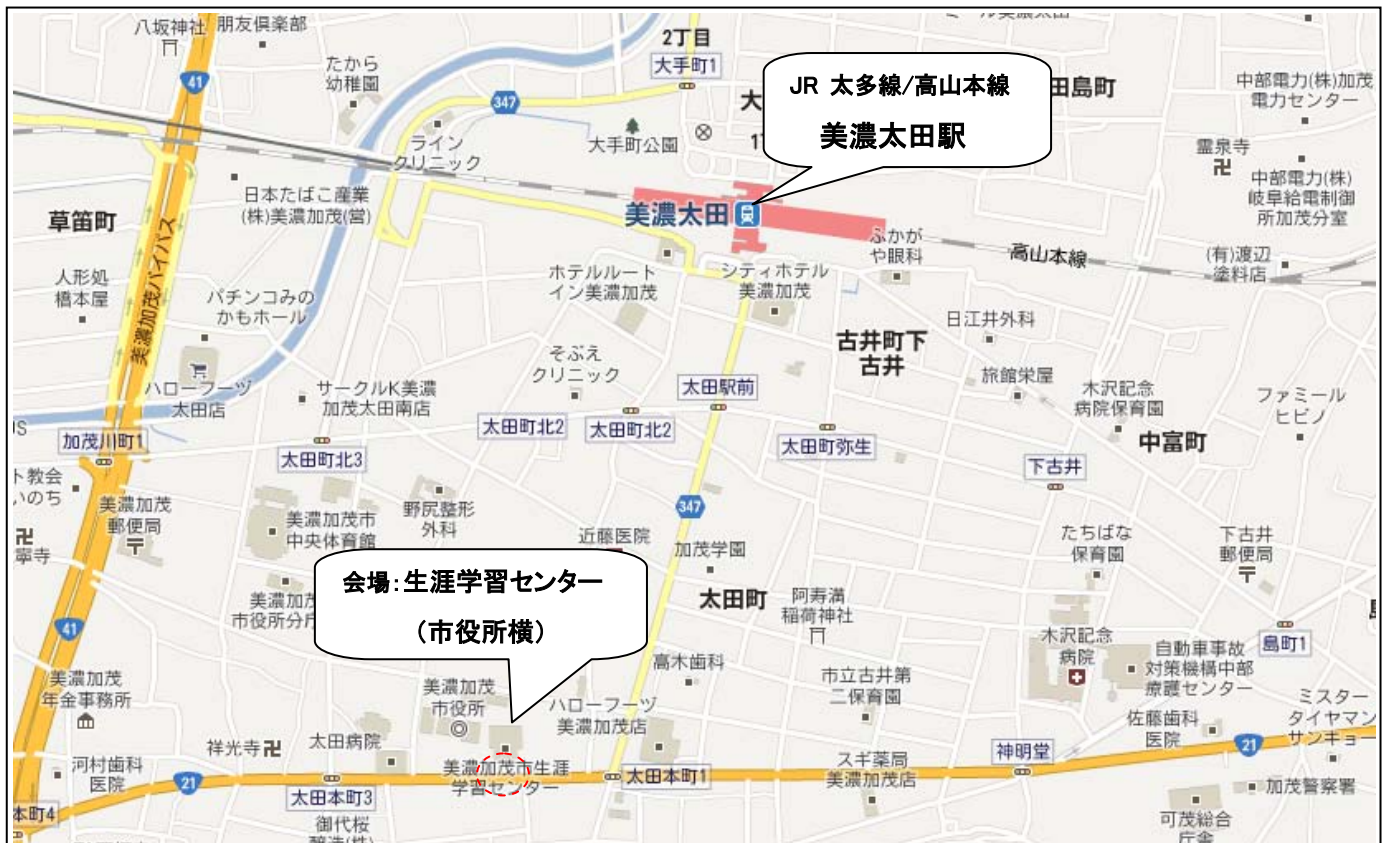 八坂神社
朋友倶楽部
2丁目
大手町1
JR 太多線/高山本線
美濃太田駅
田島町
中部電力(株)加茂
電力センター
41
たから
幼稚園
347
ライン
クリニック
大手町公園
霊泉寺
中部電力(株)
岐阜給電制御
所加茂分室
日本たばこ産業
(株)美濃加茂(営)
草笛町
美濃太田
ふかが
や眼科
高山本線
(有)渡辺
塗料店
人形処
橋本屋
美濃加茂バイパス
パチンコみの
かもホール
ホテルルート
イン美濃加茂
シティホテル
美濃加茂
日江井外科
古井町下
古井
そぶえ
クリニック
太田駅前
旅館栄屋
木沢記念
病院保育園
ファミール
ヒビノ
ハローフーヅ
太田店
サークルK美濃
加茂太田南店
加茂川町1
太田町北3
太田町北2
太田町北2
太田町弥生
下古井
中富町
ト教会
いのち
美濃加茂
郵便局
寧寺
美濃加茂市
中央体育館
野尻整形
外科
347
近藤医院
加茂学園
たちばな
保育園
下古井
郵便局
会場:生涯学習センター
(市役所横)
美濃加茂
市役所分庁
太田町
阿寿満
稲荷神社
41
木沢記念
病院
自動車事故
対策機構中部
療護センター
島町1
美濃加茂
年金事務所
美濃加茂
市役所
高木歯科
ハローフーヅ
美濃加茂店
市立古井第
二保育園
ミスター
タイヤマン
サンキョー
佐藤歯科
医院
祥光寺
太田病院
河村歯科
医院
21
美濃加茂市生涯
学習センター
太田本町1
スギ薬局
美濃加茂店
神明堂
21
太田本町3
加茂警察署
本町4
御代桜
醸造(株)
可茂総合
庁舎